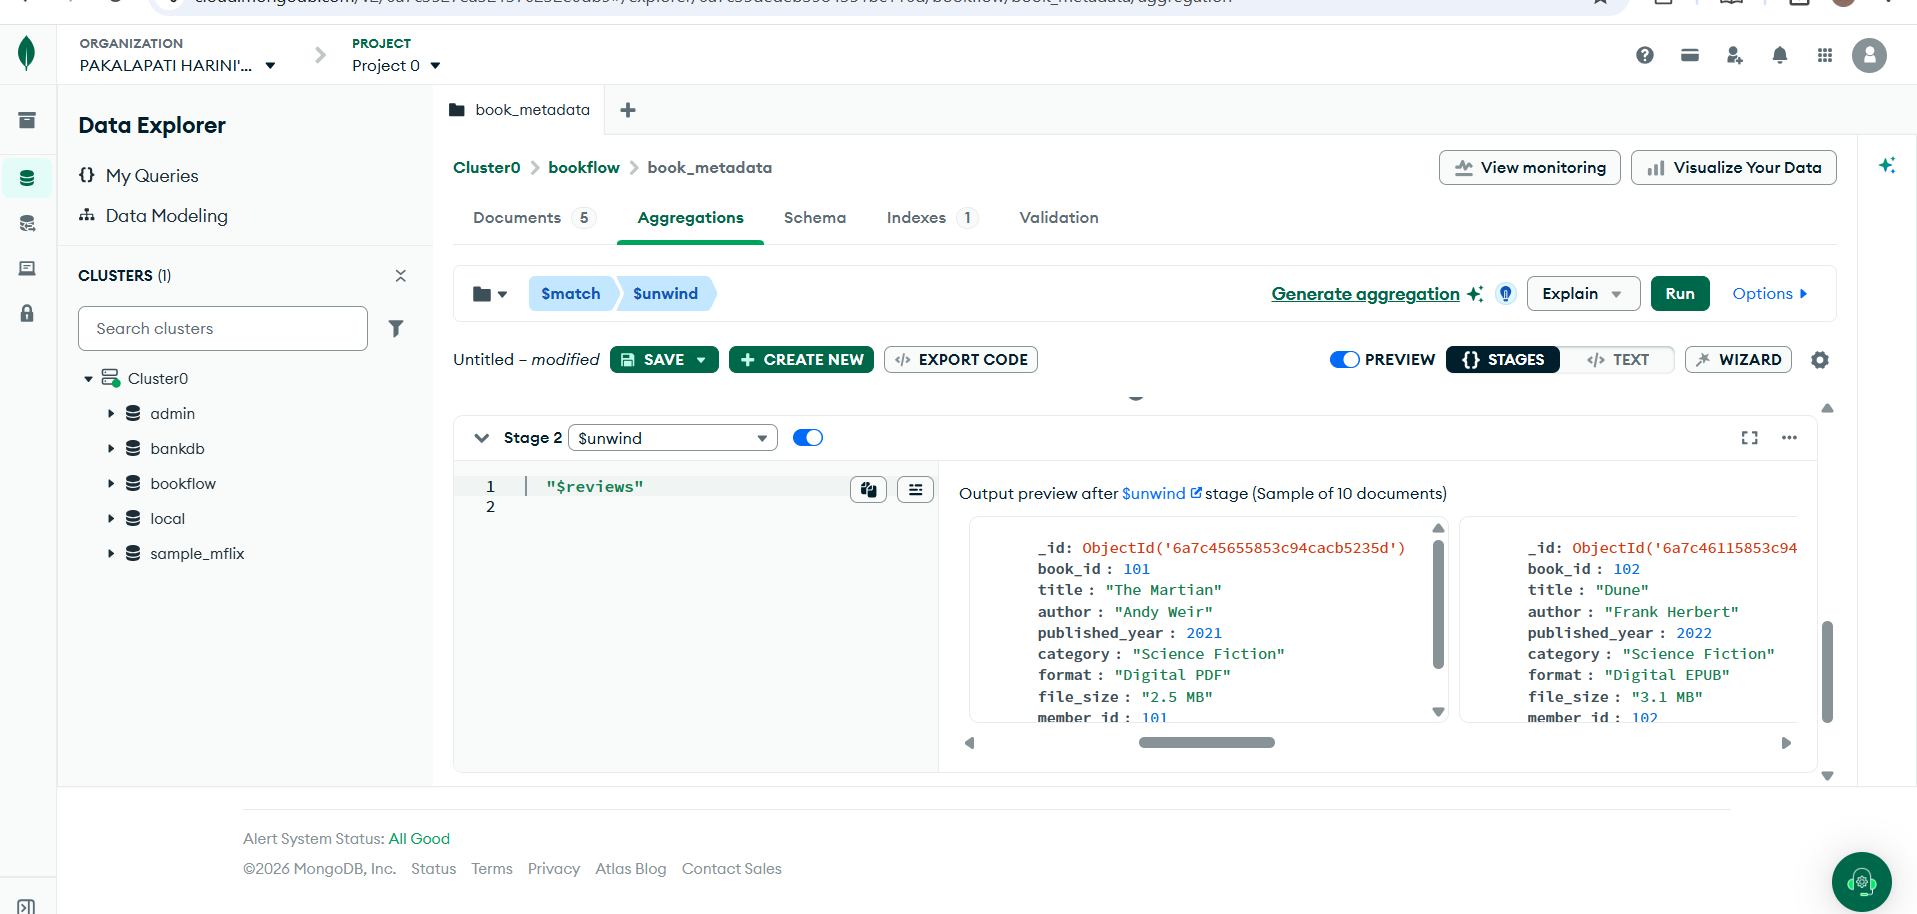 ORGANIZATION
PAKALAPATI HARINI'...
PROJECT
Project 0
Data Explorer
My Queries
Data Modeling
CLUSTERS (1)
Search clusters
Cluster0
admin
bankdb
bookflow
local
sample_mflix
book_metadata
Cluster0 bookflow book_metadata
View monitoring
Visualize Your Data
Documents 5 Aggregations Schema Indexes 1 Validation
$match $unwind
Generate aggregation Explain Run Options
Untitled – modified SAVE CREATE NEW EXPORT CODE
PREVIEW STAGES TEXT WIZARD
Stage 2 $unwind
1 "$reviews"
2
Output preview after $unwind stage (Sample of 10 documents)
_id: ObjectId('6a7c45655853c94cacb5235d')
book_id : 101
title : "The Martian"
author : "Andy Weir"
published_year : 2021
category : "Science Fiction"
format : "Digital PDF"
file_size : "2.5 MB"
member_id : 101
_id: ObjectId('6a7c46115853c94
book_id : 102
title : "Dune"
author : "Frank Herbert"
published_year : 2022
category : "Science Fiction"
format : "Digital EPUB"
file_size : "3.1 MB"
member_id : 102
Alert System Status: All Good
©2026 MongoDB, Inc. Status Terms Privacy Atlas Blog Contact Sales